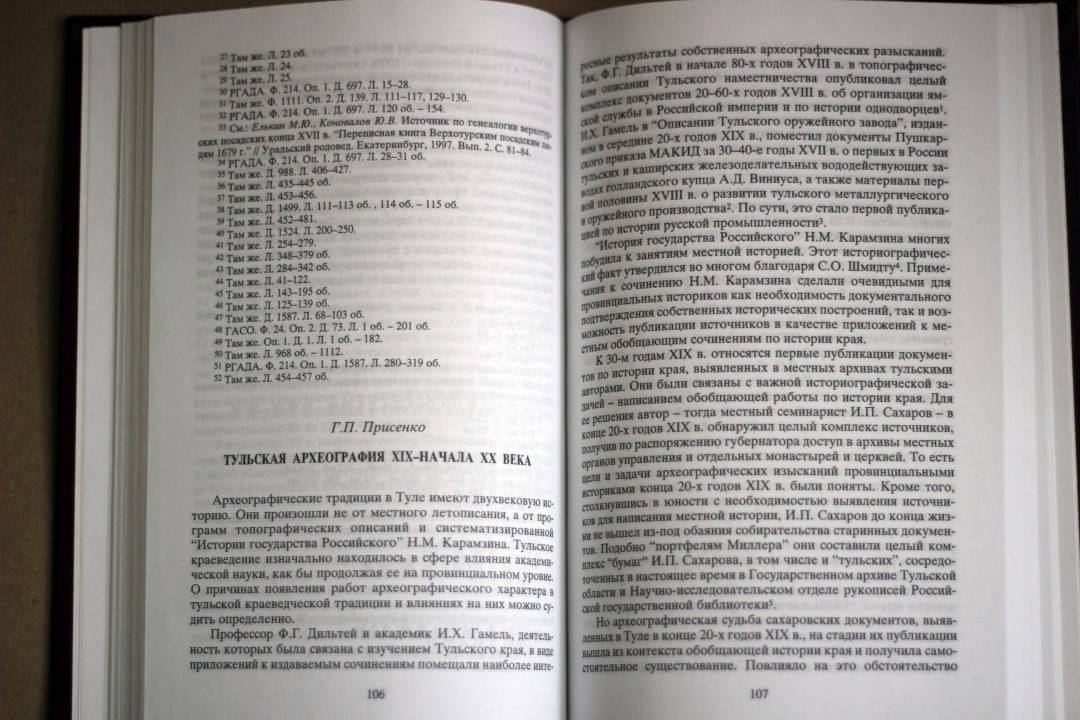 27 Там же. Л. 23 об.
28 Там же. Л. 24.
29 Там же. Л. 25.
30 РГАДА. Ф. 214. Оп. 1. Д. 697. Л. 15–28.
31 Там же. Ф. 1111. Оп. 2. Д. 139. Л. 111–117, 129–130.
32 РГАДА. Ф. 214. Оп. 1. Д. 697. Л. 120 об. – 154.
33 См.: Елькин М.Ю., Коновалов Ю.В. Источник по генеалогии верхотур-
ских посадских конца XVII в. "Переписная книга Верхотурским посадским лю-
дям 1679 г." // Уральский родовед. Екатеринбург, 1997. Вып. 2. С. 81–84.
34 РГАДА. Ф. 214. Оп. 1. Д. 697. Л. 28–31 об.
35 Там же. Д. 988. Л. 406–427.
36 Там же. Л. 435–445 об.
37 Там же. Л. 453–456.
38 Там же. Д. 1499. Л. 111–113 об. , 114 об. – 115 об.
39 Там же. Л. 452–481.
40 Там же. Д. 1524. Л. 200–250.
41 Там же. Л. 254–279.
42 Там же. Л. 348–379 об.
43 Там же. Л. 284–342 об.
44 Там же. Л. 41–122.
45 Там же. Л. 143–195 об.
46 Там же. Л. 125–139 об.
47 Там же. Д. 1587. Л. 68–103 об.
48 ГАСО. Ф. 24. Оп. 2. Д. 73. Л. 1 об. – 201 об.
49 Там же. Оп. 1. Д. 1. Л. 1 об. – 182.
50 Там же. Л. 968 об. – 1112.
51 РГАДА. Ф. 214. Оп. 1. Д. 1587. Л. 280–319 об.
52 Там же. Л. 454–457 об.
Г.П. Присенко
ТУЛЬСКАЯ АРХЕОГРАФИЯ XIX–НАЧАЛА XX ВЕКА
Археографические традиции в Туле имеют двухвековую ис-
торию. Они произошли не от местного летописания, а от про-
грамм топографических описаний и систематизированной
"Истории государства Российского" Н.М. Карамзина. Тульское
краеведение изначально находилось в сфере влияния академи-
ческой науки, как бы продолжая ее на провинциальном уровне.
О причинах появления работ археографического характера в
тульской краеведческой традиции и влияниях на них можно су-
дить определенно.
Профессор Ф.Г. Дильтей и академик И.Х. Гамель, деятель-
ность которых была связана с изучением Тульского края, в виде
приложений к издаваемым сочинениям помещали наиболее инте-
106
ресные результаты собственных археографических разысканий.
Так, Ф.Г. Дильтей в начале 80-х годов XVIII в. в топографичес-
ком описании Тульского наместничества опубликовал целый
комплекс документов 20–60-х годов XVIII в. об организации ям-
ской службы в Российской империи и по истории однодворцев¹.
И.Х. Гамель в "Описании Тульского оружейного завода", издан-
ном в середине 20-х годов XIX в., поместил документы Пушкар-
ского приказа МАКИД за 30–40-е годы XVII в. о первых в России
тульских и каширских железоделательных вододействующих за-
водах голландского купца А.Д. Виниуса, а также материалы пер-
вой половины XVIII в. о развитии тульского металлургического
и оружейного производства². По сути, это стало первой публика-
цией по истории русской промышленности³.
"История государства Российского" Н.М. Карамзина многих
побудила к занятиям местной историей. Этот историографичес-
кий факт утвердился во многом благодаря С.О. Шмидту⁴. Приме-
чания к сочинению Н.М. Карамзина сделали очевидными для
провинциальных историков как необходимость документального
подтверждения собственных исторических построений, так и воз-
можность публикации источников в качестве приложений к ме-
стным обобщающим сочинениям по истории края.
К 30-м годам XIX в. относятся первые публикации докумен-
тов по истории края, выявленных в местных архивах тульскими
авторами. Они были связаны с важной историографической за-
дачей – написанием обобщающей работы по истории края. Для
ее решения автор – тогда местный семинарист И.П. Сахаров – в
конце 20-х годов XIX в. обнаружил целый комплекс источников,
получив по распоряжению губернатора доступ в архивы местных
органов управления и отдельных монастырей и церквей. То есть
цели и задачи археографических изысканий провинциальными
историками конца 20-х годов XIX в. были поняты. Кроме того,
столкнувшись в юности с необходимостью выявления источни-
ков для написания местной истории, И.П. Сахаров до конца жиз-
ни не вышел из-под обаяния собирательства старинных докумен-
тов. Подобно "портфелям Миллера" они составили целый ком-
плекс "бумаг" И.П. Сахарова, в том числе и "тульских", сосредо-
точенных в настоящее время в Государственном архиве Тульской
области и Научно-исследовательском отделе рукописей Россий-
ской государственной библиотеки⁵.
Но археографическая судьба сахаровских документов, выяв-
ленных в Туле в конце 20-х годов XIX в., на стадии их публикации
вышла из контекста обобщающей истории края и получила само-
стоятельное существование. Повлияло на это обстоятельство
107